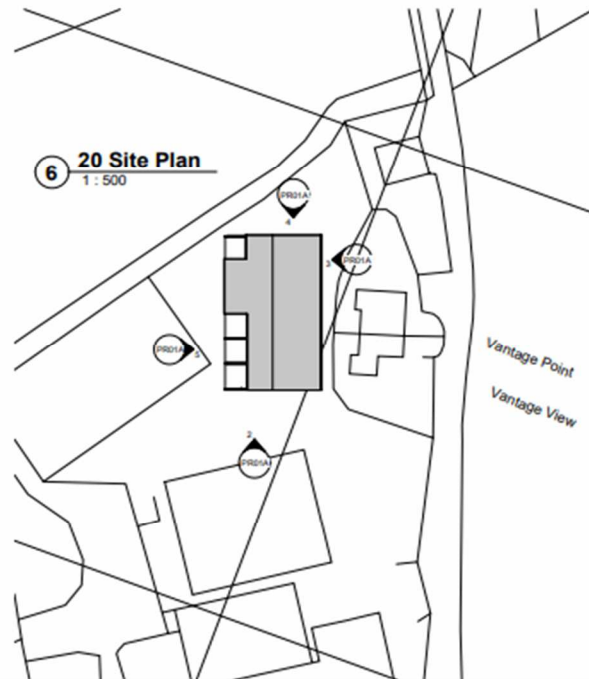 6
20 Site Plan
1 : 500
PR01A
4
3
PR01A
PR01A
5
Vantage Point
Vantage View
2
PR01A